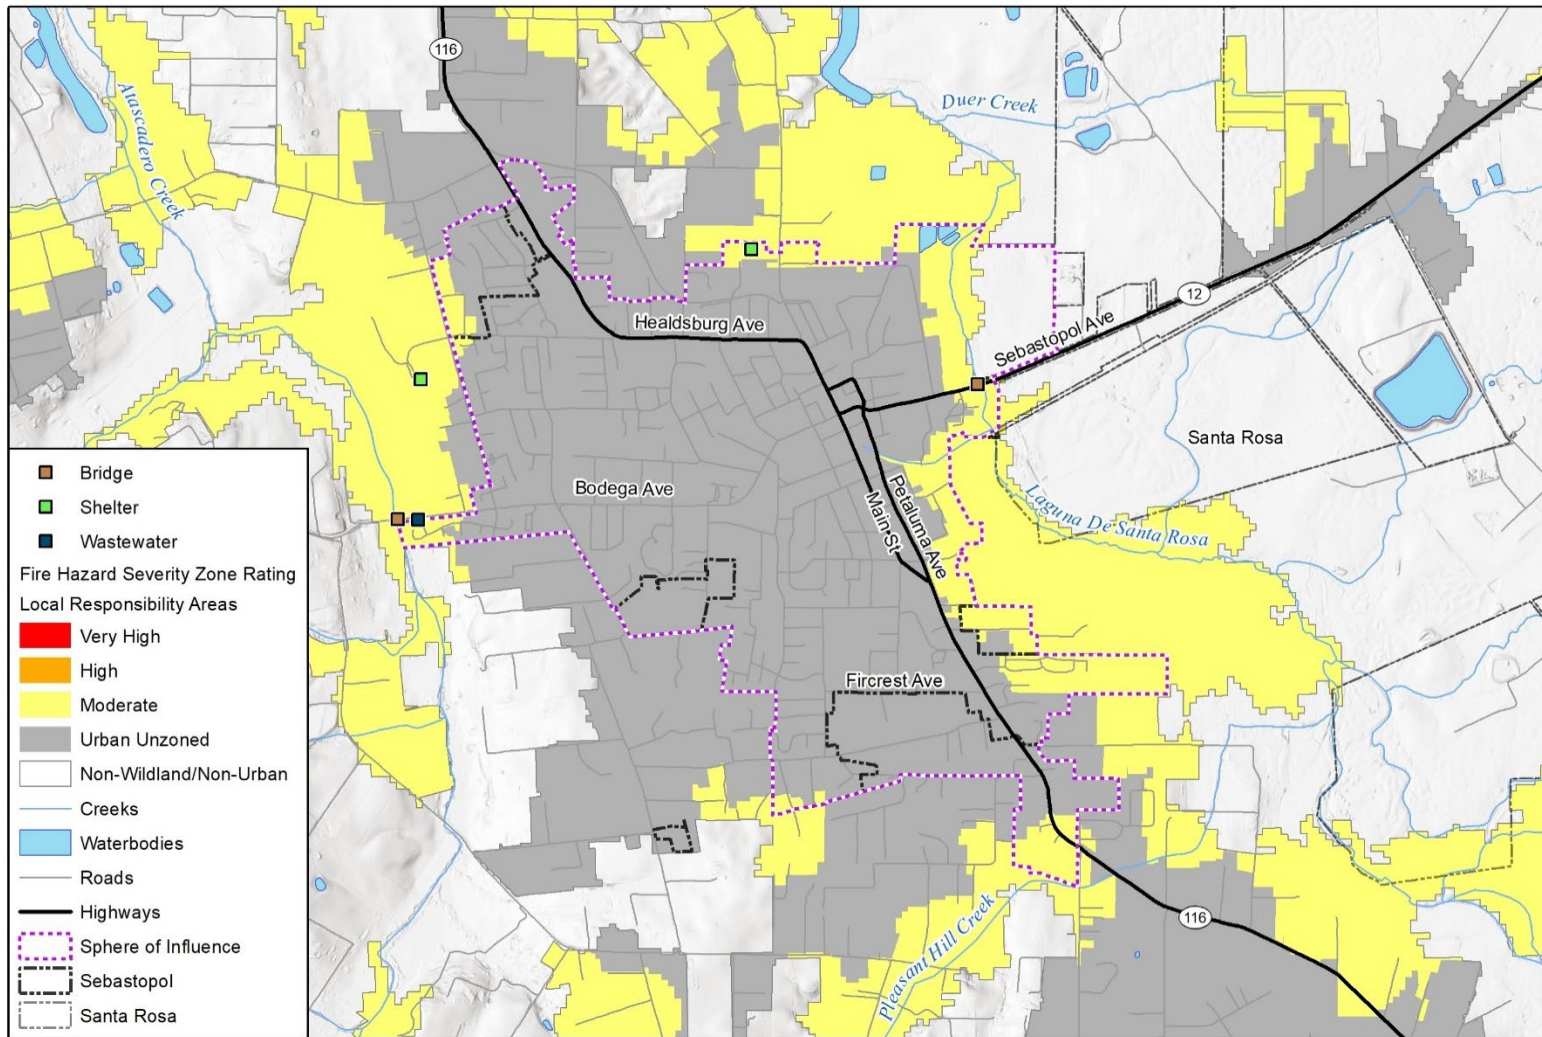 116
Atascadero Creek
Duer Creek
12
Healdsburg Ave
Sebastopol Ave
Santa Rosa
Bodega Ave
Petaluma Ave
Main St
Laguna De Santa Rosa
Fircrest Ave
116
Pleasant Hill Creek
Bridge
Shelter
Wastewater
Fire Hazard Severity Zone Rating
Local Responsibility Areas
Very High
High
Moderate
Urban Unzoned
Non-Wildland/Non-Urban
Creeks
Waterbodies
Roads
Highways
Sphere of Influence
Sebastopol
Santa Rosa